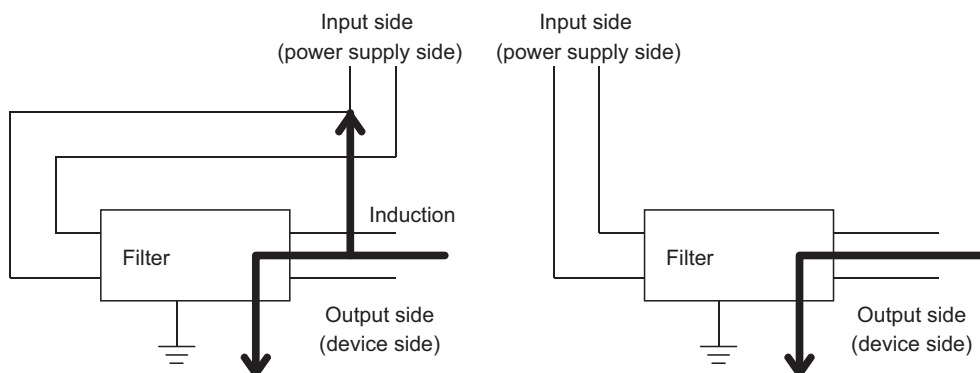 Input side
(power supply side)
Induction
Filter
Output side
(device side)
Input side
(power supply side)
Filter
Output side
(device side)